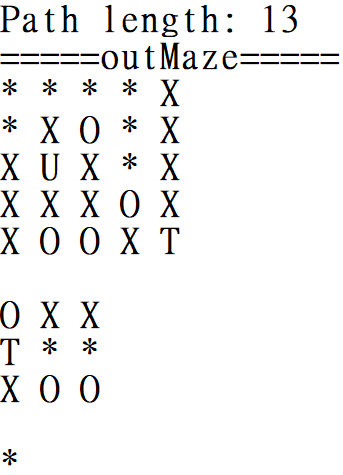 Path length: 13
=====outMaze=====
* * * * X
* X O * X
X U X * X
X X X O X
X O O X T

O X X
T * *
X O O

*